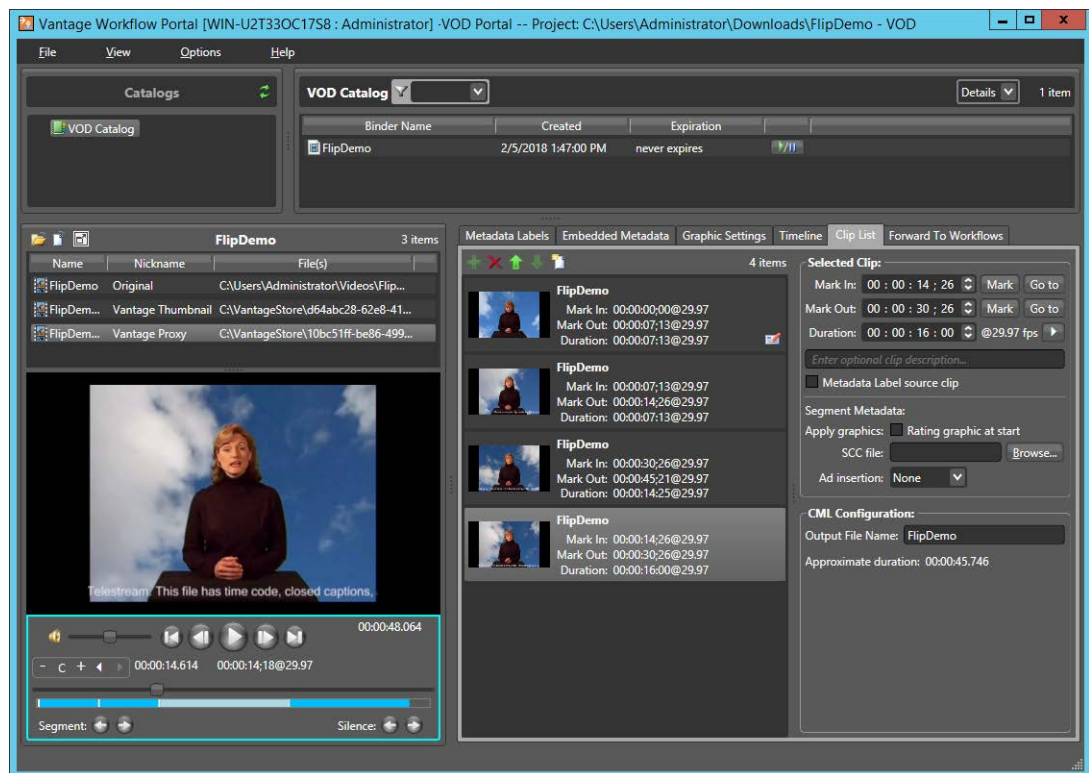 Vantage Workflow Portal [WIN-U2T33OC17S8 : Administrator] -VOD Portal -- Project: C:\Users\Administrator\Downloads\FlipDemo - VOD
File View Options Help
Catalogs
VOD Catalog
VOD Catalog
Details
1 item
Binder Name Created Expiration
FlipDemo 2/5/2018 1:47:00 PM never expires
FlipDemo 3 items
Name Nickname File(s)
FlipDemo Original C:\Users\Administrator\Videos\Flip...
FlipDem... Vantage Thumbnail C:\VantageStore\d64abc28-62e8-41...
FlipDem... Vantage Proxy C:\VantageStore\10bc51ff-be86-499...
Telestream. This file has time code, closed captions,
00:00:48.064
- C +
00:00:14.614 00:00:14;18@29.97
Segment:
Silence:
Metadata Labels Embedded Metadata Graphic Settings Timeline Clip List Forward To Workflows
4 items
FlipDemo
Mark In: 00:00:00;00@29.97
Mark Out: 00:00:07;13@29.97
Duration: 00:00:07:13@29.97
FlipDemo
Mark In: 00:00:07;13@29.97
Mark Out: 00:00:14;26@29.97
Duration: 00:00:07:13@29.97
FlipDemo
Mark In: 00:00:30;26@29.97
Mark Out: 00:00:45;21@29.97
Duration: 00:00:14:25@29.97
FlipDemo
Mark In: 00:00:14;26@29.97
Mark Out: 00:00:30;26@29.97
Duration: 00:00:16:00@29.97
Selected Clip:
Mark In: 00 : 00 : 14 ; 26 Mark Go to
Mark Out: 00 : 00 : 30 ; 26 Mark Go to
Duration: 00 : 00 : 16 : 00 @29.97 fps
Enter optional clip description...
Metadata Label source clip
Segment Metadata:
Apply graphics: Rating graphic at start
SCC file: Browse...
Ad insertion: None
CML Configuration:
Output File Name: FlipDemo
Approximate duration: 00:00:45.746